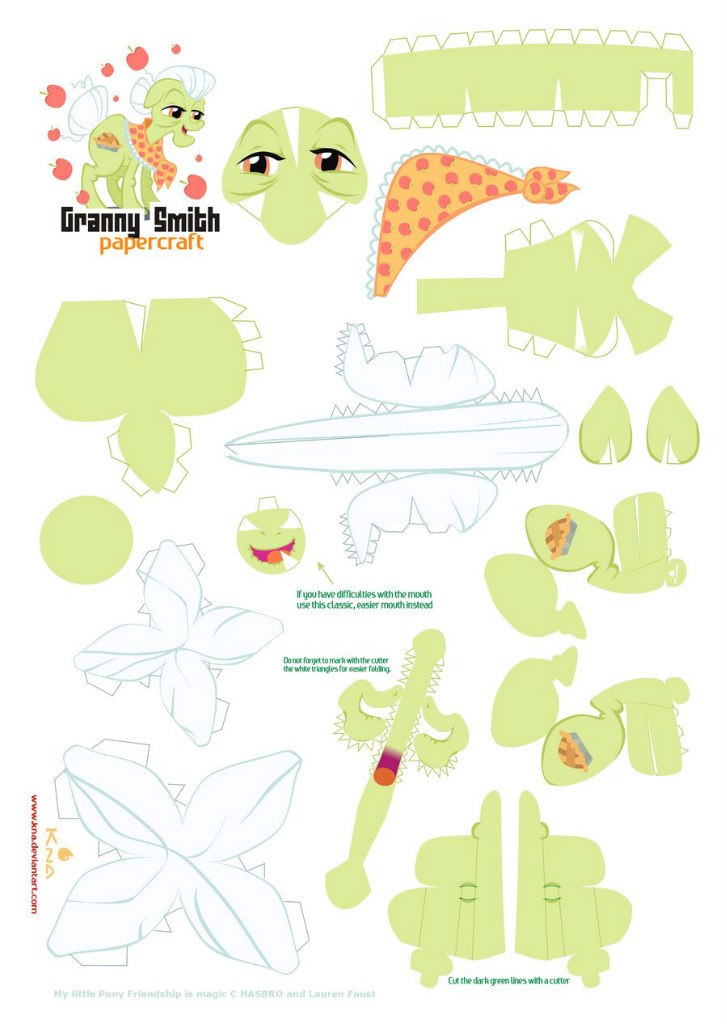 Granny Smith
papercraft
If you have difficulties with the mouth
use this classic, easier mouth instead
Do not forget to mark with the cutter
the white triangles for easier folding.
www.kna.deviantart.com
KNA
Cut the dark green lines with a cutter
My little Pony Friendship is magic C HASBRO and Lauren Faust